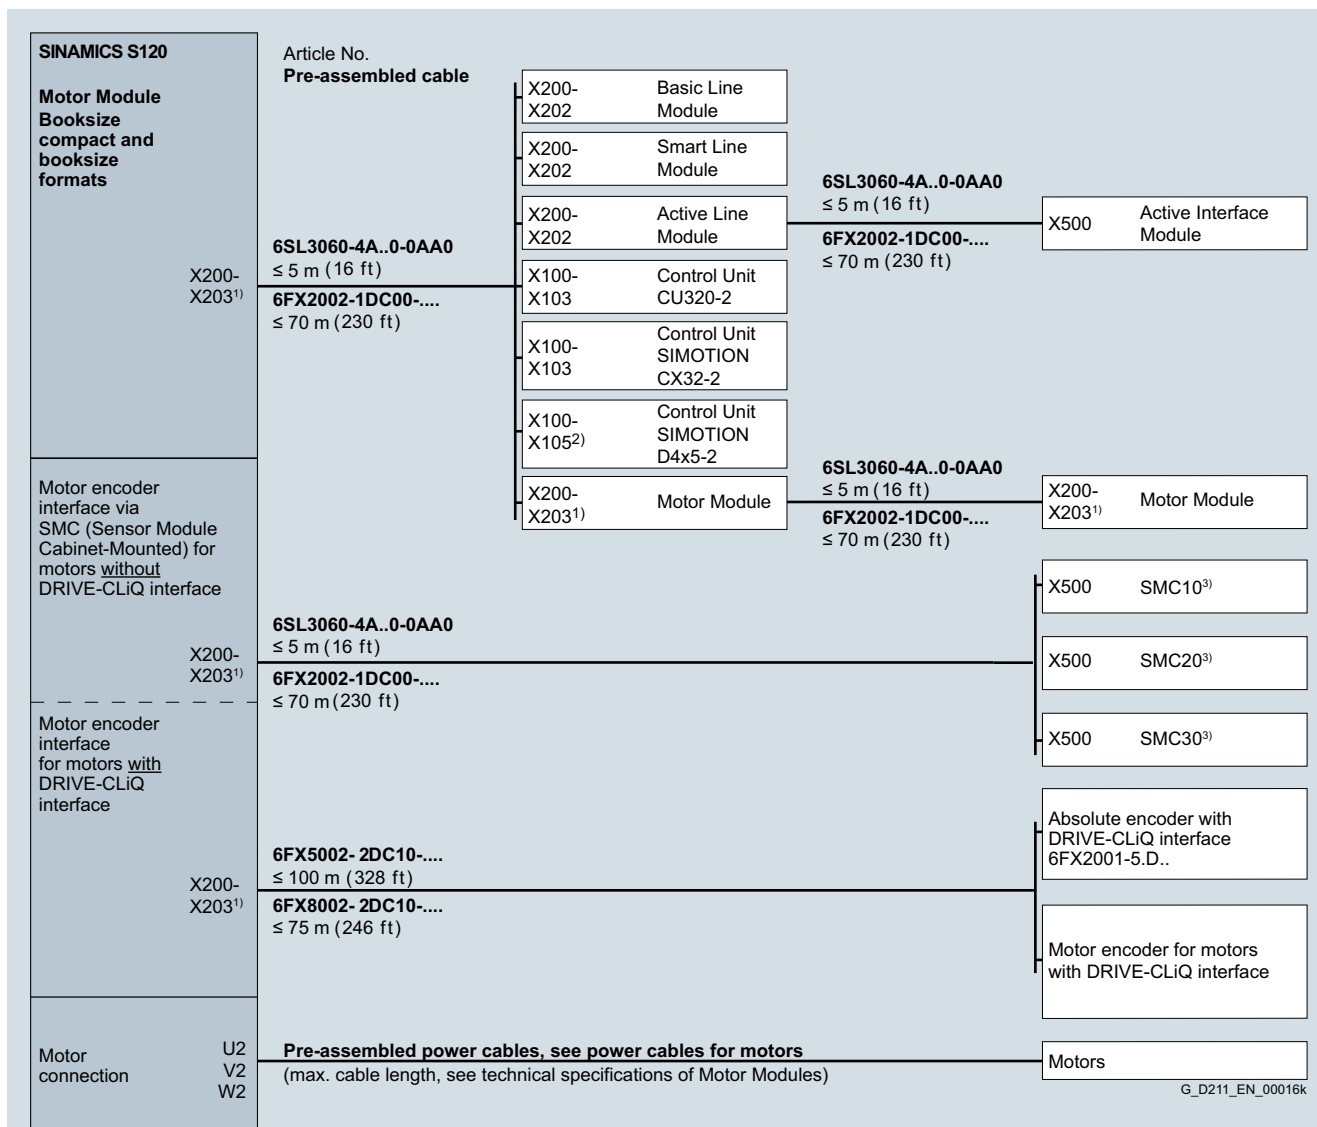 SINAMICS S120
Motor Module
Booksize
compact and
booksize
formats
X200-
X203¹⁾
Article No.
Pre-assembled cable
6SL3060-4A..0-0AA0
≤ 5 m (16 ft)
6FX2002-1DC00-....
≤ 70 m (230 ft)
X200-
X202
Basic Line
Module
X200-
X202
Smart Line
Module
X200-
X202
Active Line
Module
6SL3060-4A..0-0AA0
≤ 5 m (16 ft)
6FX2002-1DC00-....
≤ 70 m (230 ft)
X500
Active Interface
Module
X100-
X103
Control Unit
CU320-2
X100-
X103
Control Unit
SIMOTION
CX32-2
X100-
X105²⁾
Control Unit
SIMOTION
D4x5-2
X200-
X203¹⁾
Motor Module
6SL3060-4A..0-0AA0
≤ 5 m (16 ft)
6FX2002-1DC00-....
≤ 70 m (230 ft)
X200-
X203¹⁾
Motor Module
Motor encoder
interface via
SMC (Sensor Module
Cabinet-Mounted) for
motors without
DRIVE-CLiQ interface
X200-
X203¹⁾
6SL3060-4A..0-0AA0
≤ 5 m (16 ft)
6FX2002-1DC00-....
≤ 70 m (230 ft)
X500 SMC10³⁾
X500 SMC20³⁾
X500 SMC30³⁾
Motor encoder
interface
for motors with
DRIVE-CLiQ
interface
X200-
X203¹⁾
6FX5002- 2DC10-....
≤ 100 m (328 ft)
6FX8002- 2DC10-....
≤ 75 m (246 ft)
Absolute encoder with
DRIVE-CLiQ interface
6FX2001-5.D..
Motor encoder for motors
with DRIVE-CLiQ interface
Motor
connection
U2
V2
W2
Pre-assembled power cables, see power cables for motors
(max. cable length, see technical specifications of Motor Modules)
Motors
G_D211_EN_00016k